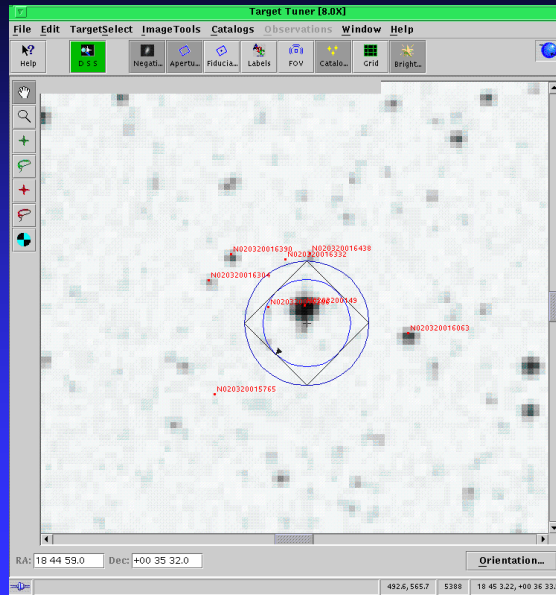 Target Tuner [8.0X]
File Edit TargetSelect ImageTools Catalogs Observations Window Help
Help DSS Negati... Apertu... Fiducia... Labels FOV Catalo... Grid Bright...
N020320016390
N020320016438
N020320016332
N020320016304
N020320016063
N020320015765
RA: 18 44 59.0 Dec: +00 35 32.0 Orientation...
492.6, 565.7 5388 18 45 3.22, +00 36 33.